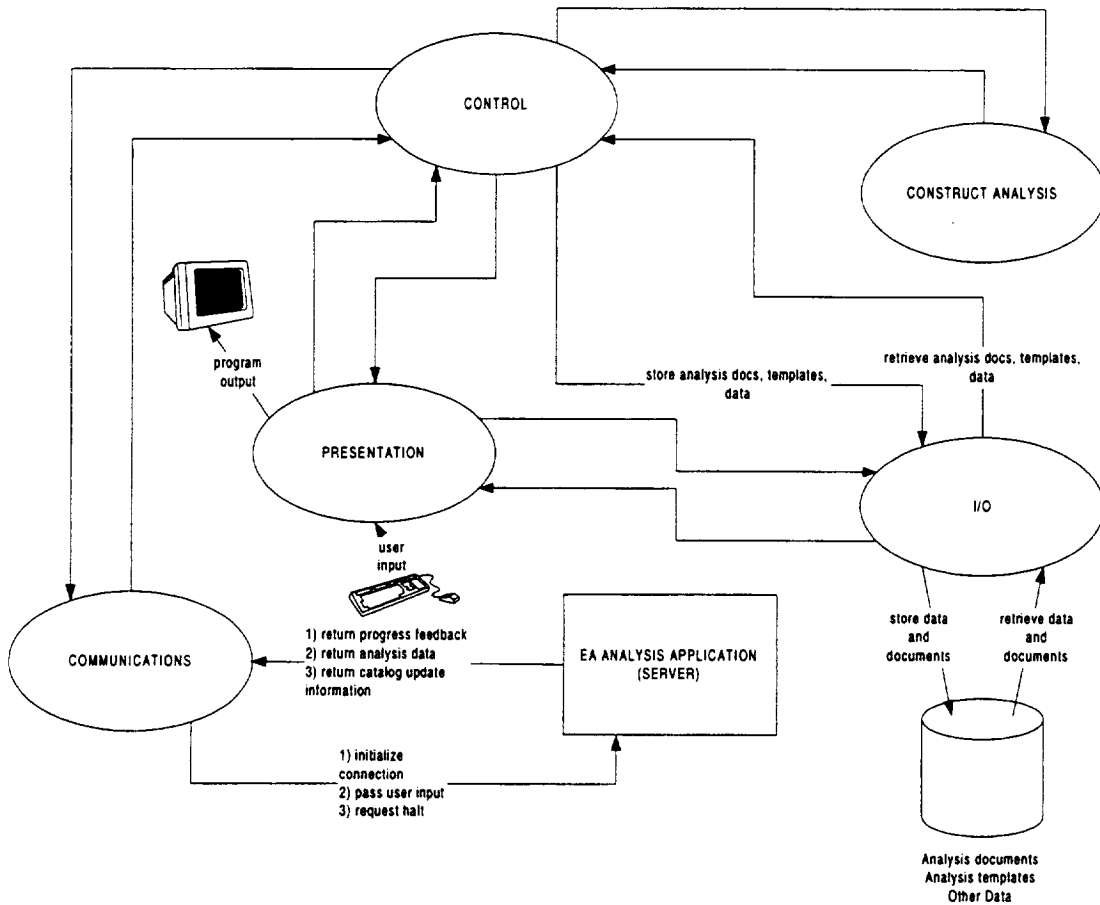 CONTROL
CONSTRUCT ANALYSIS
program
output
store analysis docs, templates,
data
retrieve analysis docs, templates,
data
PRESENTATION
I/O
user
input
COMMUNICATIONS
1) return progress feedback
2) return analysis data
3) return catalog update
information
EA ANALYSIS APPLICATION
(SERVER)
store data
and
documents
retrieve data
and
documents
1) initialize
connection
2) pass user input
3) request halt
Analysis documents
Analysis templates
Other Data